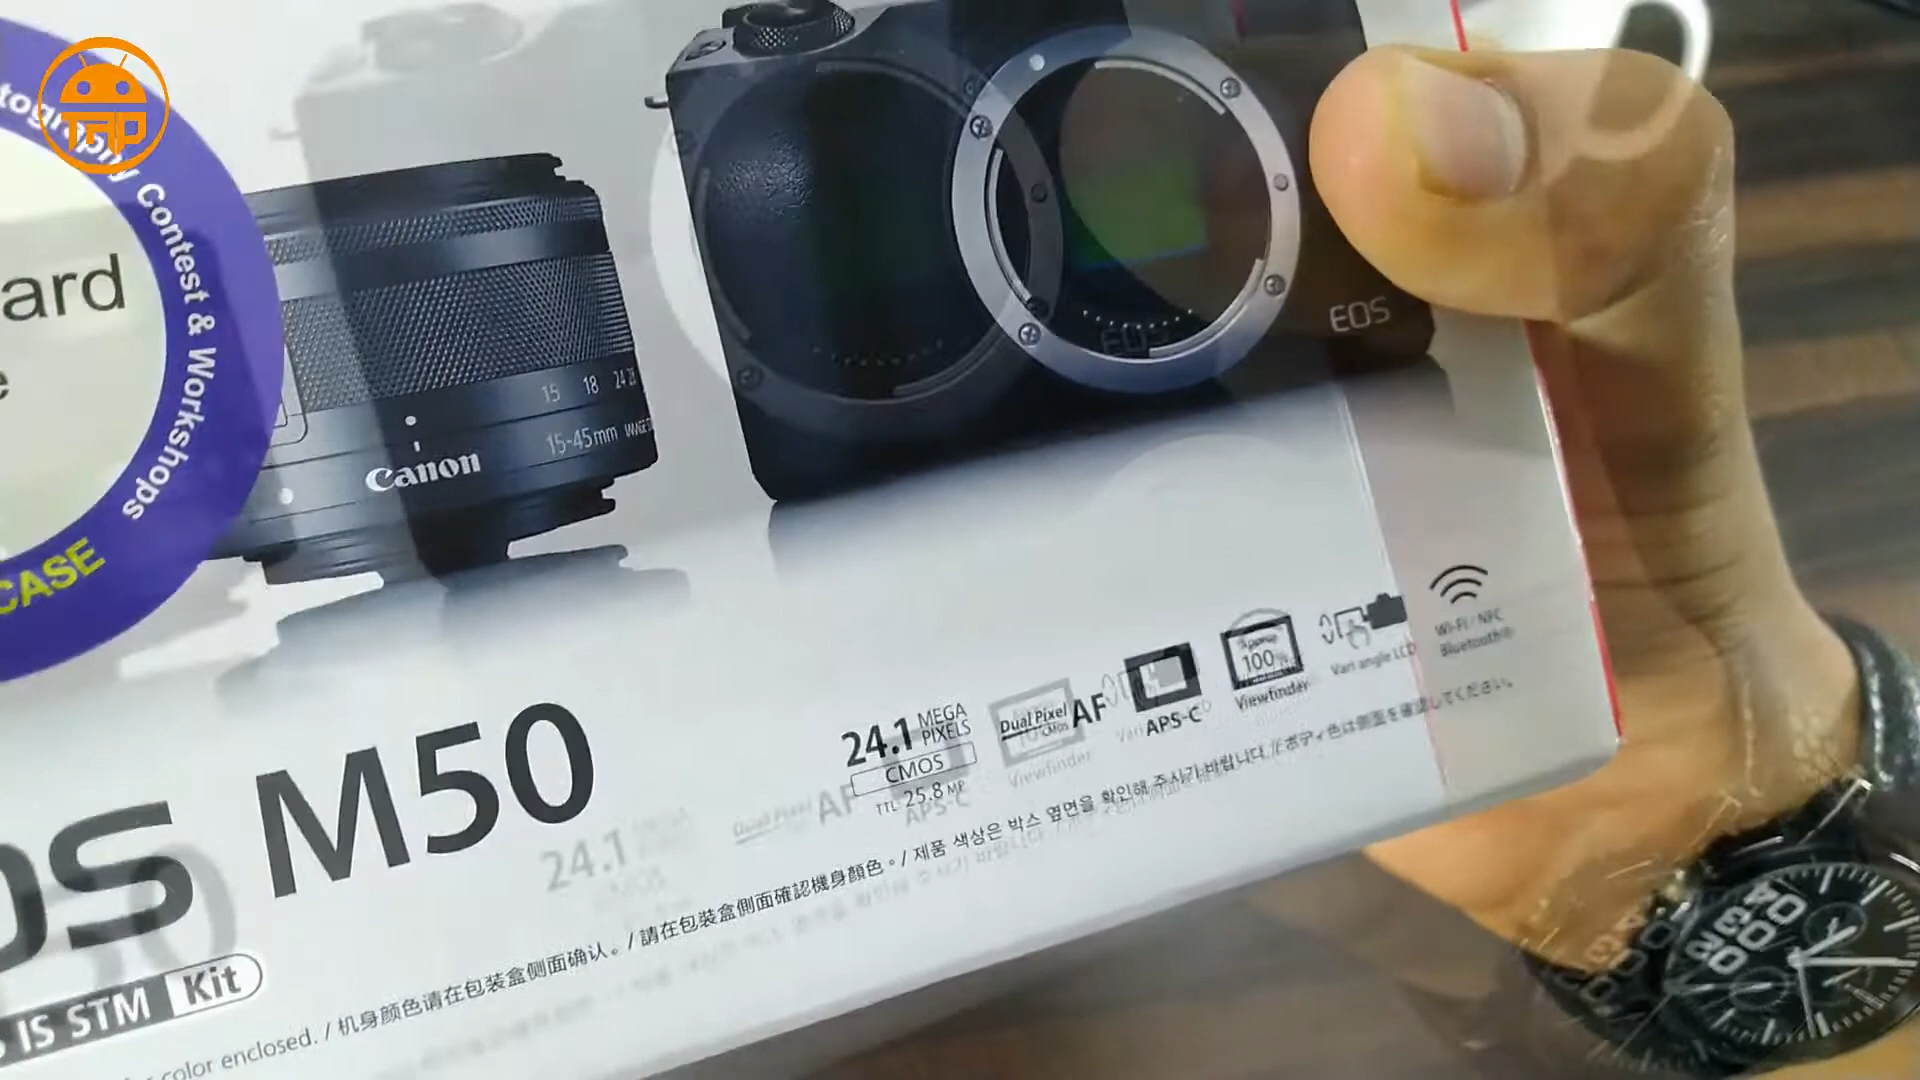 TAP
tography Contest & Workshops
ard
CASE
15 18 24
15-45mm
Canon
EOS
M50
24.1 MEGA PIXELS
CMOS
TTL 25.8 MP
Dual Pixel CMOS AF
APS-C
Approx. 100%
Viewfinder
Vari angle LCD
Wi-Fi / NFC
Bluetooth®
IS STM Kit
color enclosed. / 机身颜色请在包装盒侧面确认。 / 請在包裝盒側面確認機身顏色。 / 제품 색상은 박스 옆면을 확인해 주시기 바랍니다. / ボディ色は側面を確認してください。